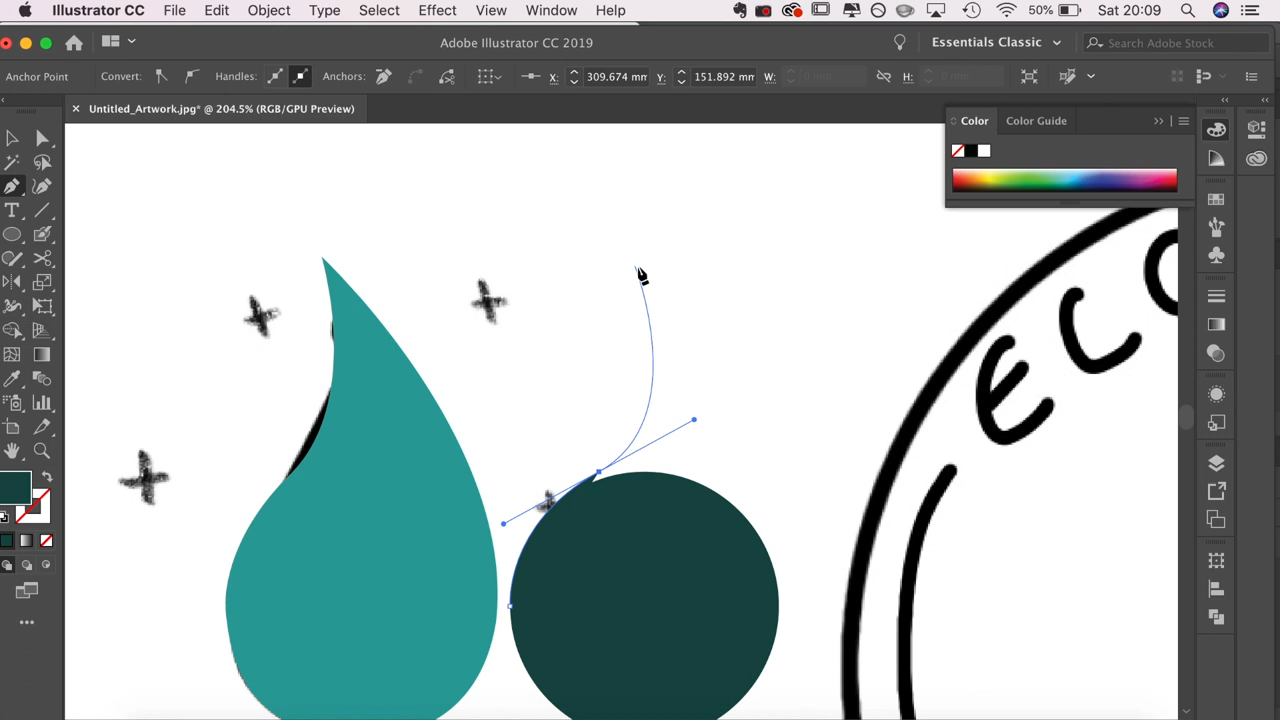 Illustrator CC File Edit Object Type Select Effect View Window Help 50% Sat 20:09
Adobe Illustrator CC 2019 Essentials Classic Search Adobe Stock
Anchor Point Convert: Handles: Anchors: X: 309.674 mm Y: 151.892 mm W: 0 mm H: 0 mm
Untitled_Artwork.jpg* @ 204.5% (RGB/GPU Preview)
Color Color Guide
ECO